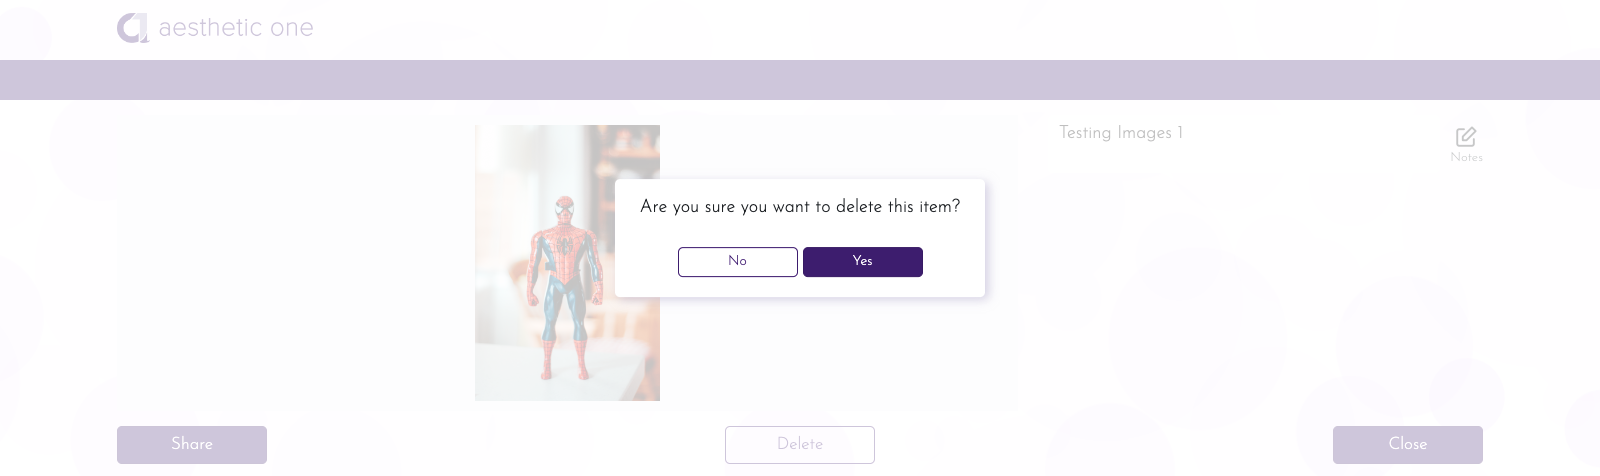 aesthetic one
Testing Images 1
Notes
Are you sure you want to delete this item?
No
Yes
Share
Delete
Close